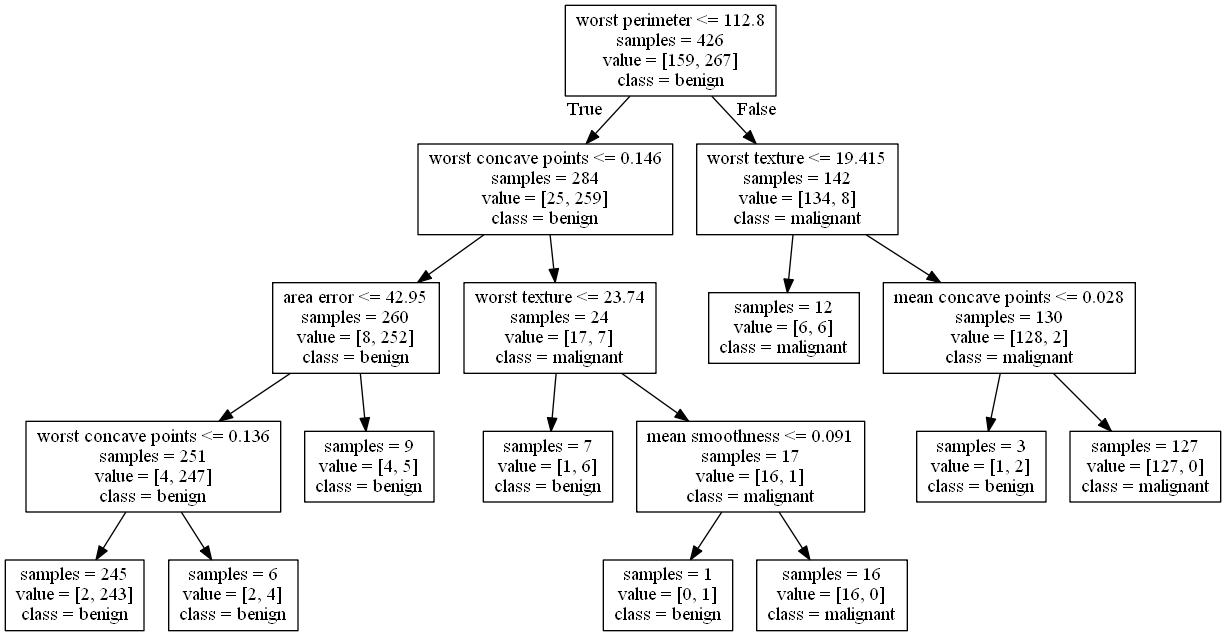 worst perimeter <= 112.8
samples = 426
value = [159, 267]
class = benign
True
False
worst concave points <= 0.146
samples = 284
value = [25, 259]
class = benign
worst texture <= 19.415
samples = 142
value = [134, 8]
class = malignant
area error <= 42.95
samples = 260
value = [8, 252]
class = benign
worst texture <= 23.74
samples = 24
value = [17, 7]
class = malignant
samples = 12
value = [6, 6]
class = malignant
mean concave points <= 0.028
samples = 130
value = [128, 2]
class = malignant
worst concave points <= 0.136
samples = 251
value = [4, 247]
class = benign
samples = 9
value = [4, 5]
class = benign
samples = 7
value = [1, 6]
class = benign
mean smoothness <= 0.091
samples = 17
value = [16, 1]
class = malignant
samples = 3
value = [1, 2]
class = benign
samples = 127
value = [127, 0]
class = malignant
samples = 245
value = [2, 243]
class = benign
samples = 6
value = [2, 4]
class = benign
samples = 1
value = [0, 1]
class = benign
samples = 16
value = [16, 0]
class = malignant